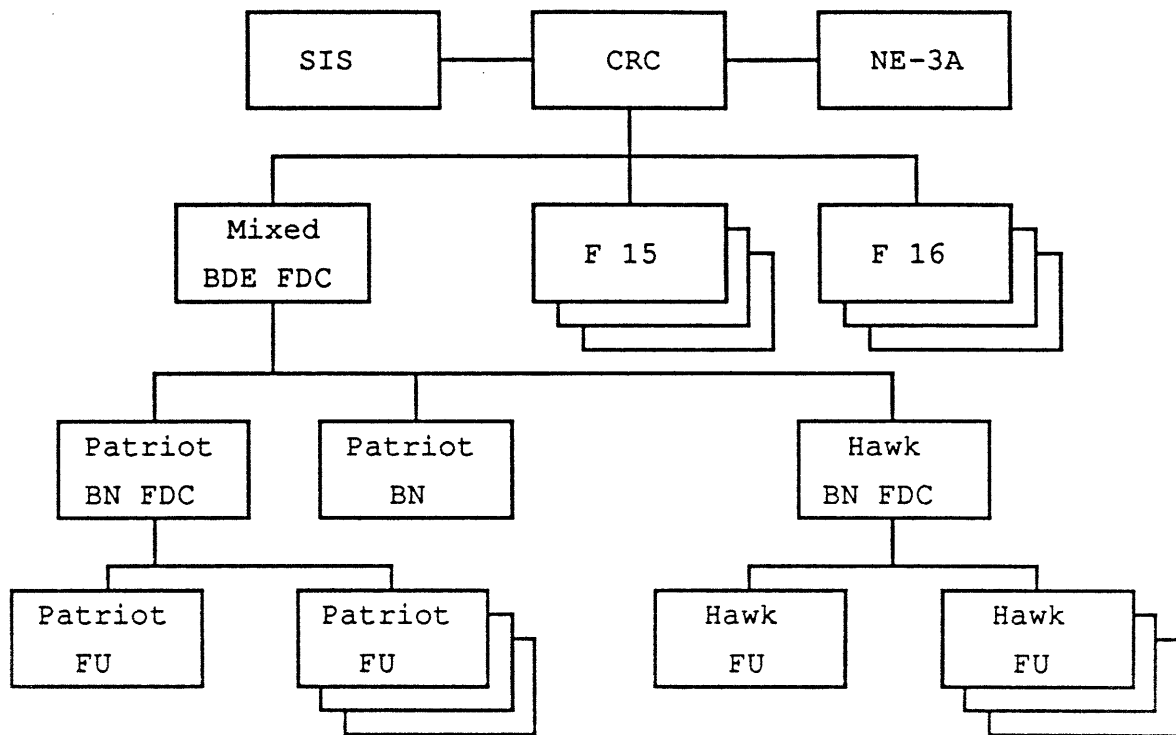 SIS
CRC
NE-3A
Mixed
BDE FDC
F 15
F 16
Patriot
BN FDC
Patriot
BN
Hawk
BN FDC
Patriot
FU
Patriot
FU
Hawk
FU
Hawk
FU